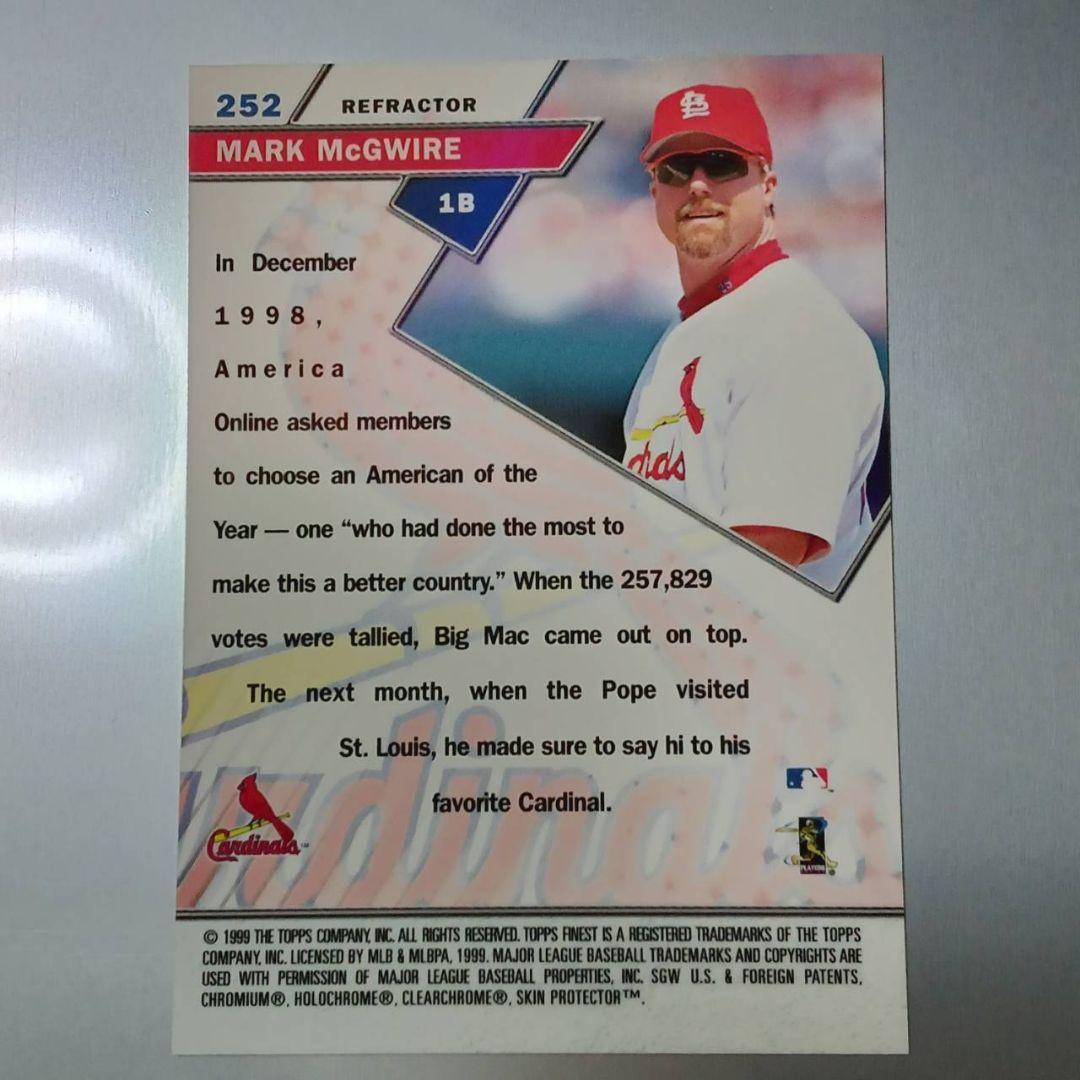 252
REFRACTOR
MARK McGWIRE
1B
In December
1998,
America
Online asked members
to choose an American of the
Year — one “who had done the most to
make this a better country.” When the 257,829
votes were tallied, Big Mac came out on top.
The next month, when the Pope visited
St. Louis, he made sure to say hi to his
favorite Cardinal.
Cardinals™
PLAYERS
© 1999 THE TOPPS COMPANY, INC. ALL RIGHTS RESERVED. TOPPS FINEST IS A REGISTERED TRADEMARKS OF THE TOPPS
COMPANY, INC. LICENSED BY MLB & MLBPA, 1999. MAJOR LEAGUE BASEBALL TRADEMARKS AND COPYRIGHTS ARE
USED WITH PERMISSION OF MAJOR LEAGUE BASEBALL PROPERTIES, INC. SGW U.S. & FOREIGN PATENTS,
CHROMIUM®, HOLOCHROME®, CLEARCHROME®, SKIN PROTECTOR™.